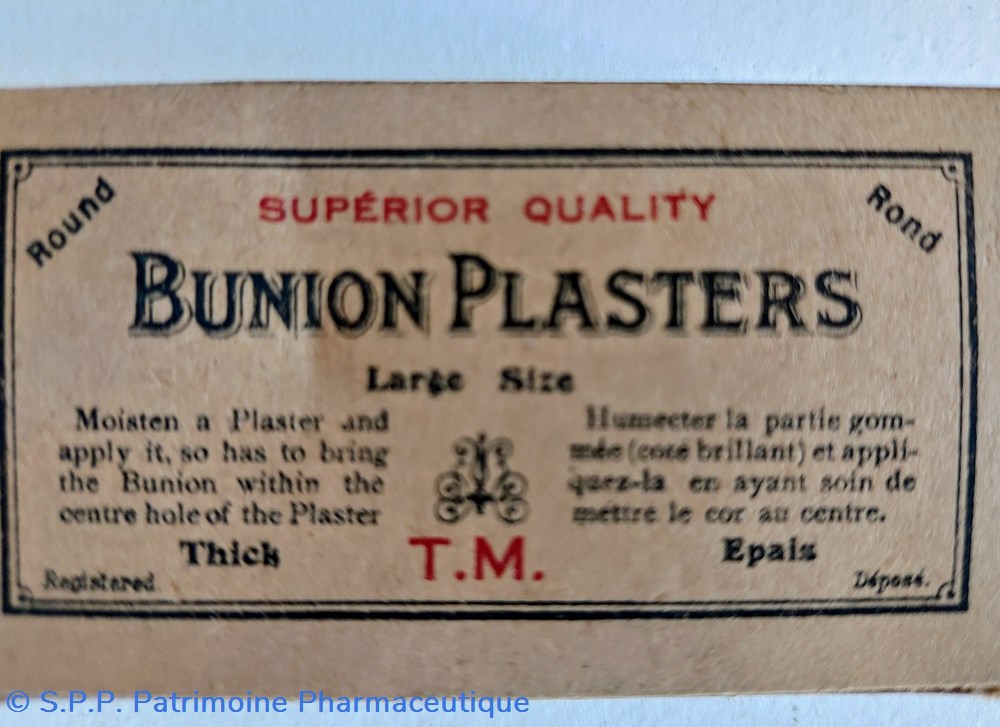 Round
Rond
SUPÉRIOR QUALITY
BUNION PLASTERS
Large Size
Moisten a Plaster and
apply it, so has to bring
the Bunion within the
centre hole of the Plaster
Thick
Registered.
Humecter la partie gom-
mée (coté brillant) et appli-
quez-la en ayant soin de
mettre le cor au centre.
Epais
Déposé.
T.M.
© S.P.P. Patrimoine Pharmaceutique